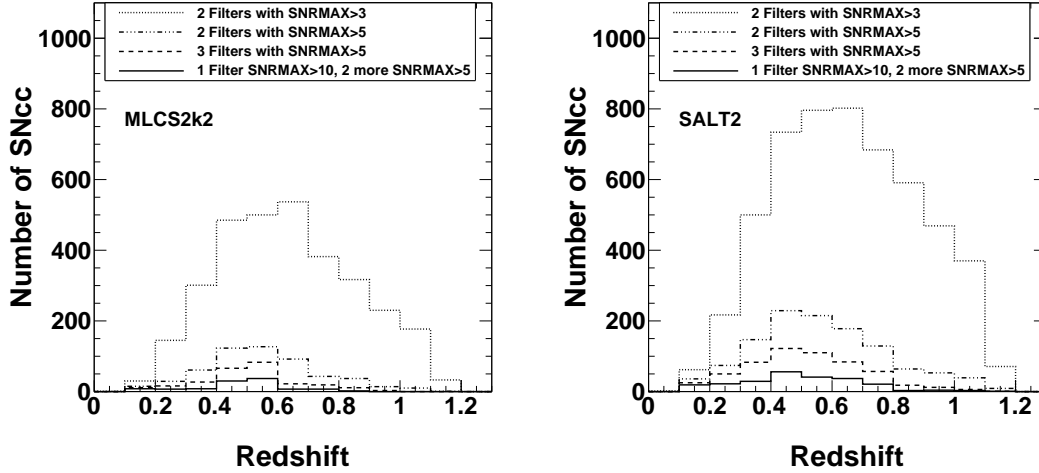 Number of SNcc
1000
800
600
400
200
0
2 Filters with SNRMAX>3
2 Filters with SNRMAX>5
3 Filters with SNRMAX>5
1 Filter SNRMAX>10, 2 more SNRMAX>5
MLCS2k2
0 0.2 0.4 0.6 0.8 1 1.2
Redshift
Number of SNcc
1000
800
600
400
200
0
2 Filters with SNRMAX>3
2 Filters with SNRMAX>5
3 Filters with SNRMAX>5
1 Filter SNRMAX>10, 2 more SNRMAX>5
SALT2
0 0.2 0.4 0.6 0.8 1 1.2
Redshift